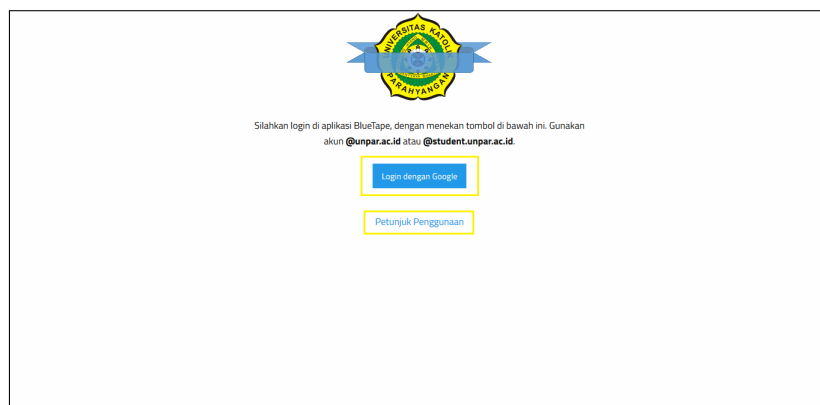 UNIVERSITAS KATOLIK
PARAHYANGAN
Silahkan login di aplikasi BlueTape, dengan menekan tombol di bawah ini. Gunakan
akun @unpar.ac.id atau @student.unpar.ac.id.
Login dengan Google
Petunjuk Penggunaan